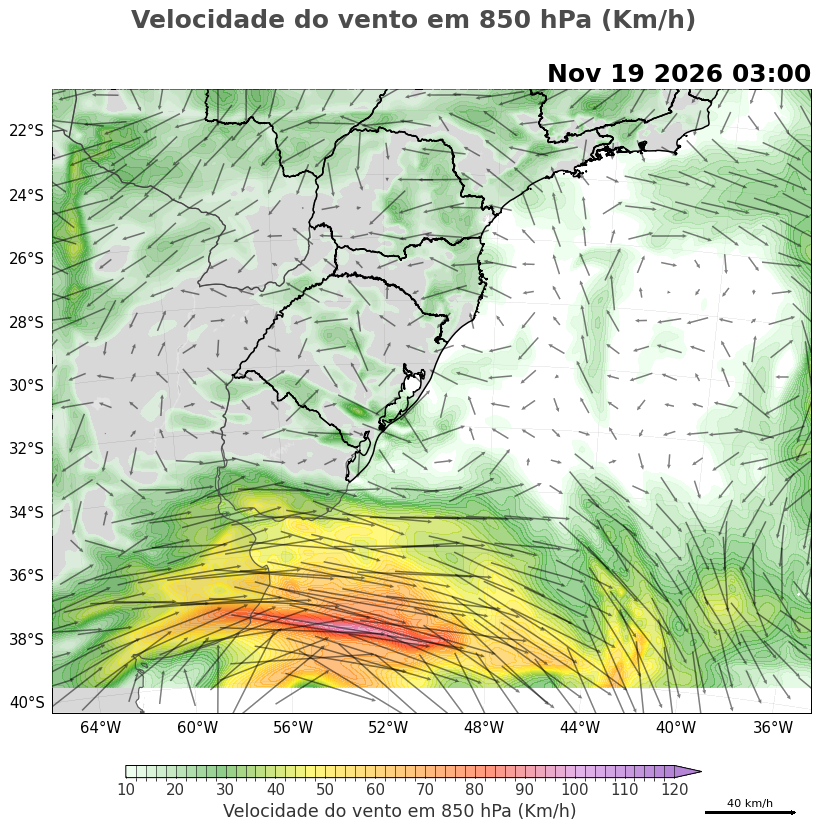 Velocidade do vento em 850 hPa (Km/h)
Nov 19 2026 03:00
22°S
24°S
26°S
28°S
30°S
32°S
34°S
36°S
38°S
40°S
64°W 60°W 56°W 52°W 48°W 44°W 40°W 36°W
10 20 30 40 50 60 70 80 90 100 110 120
Velocidade do vento em 850 hPa (Km/h)
40 km/h